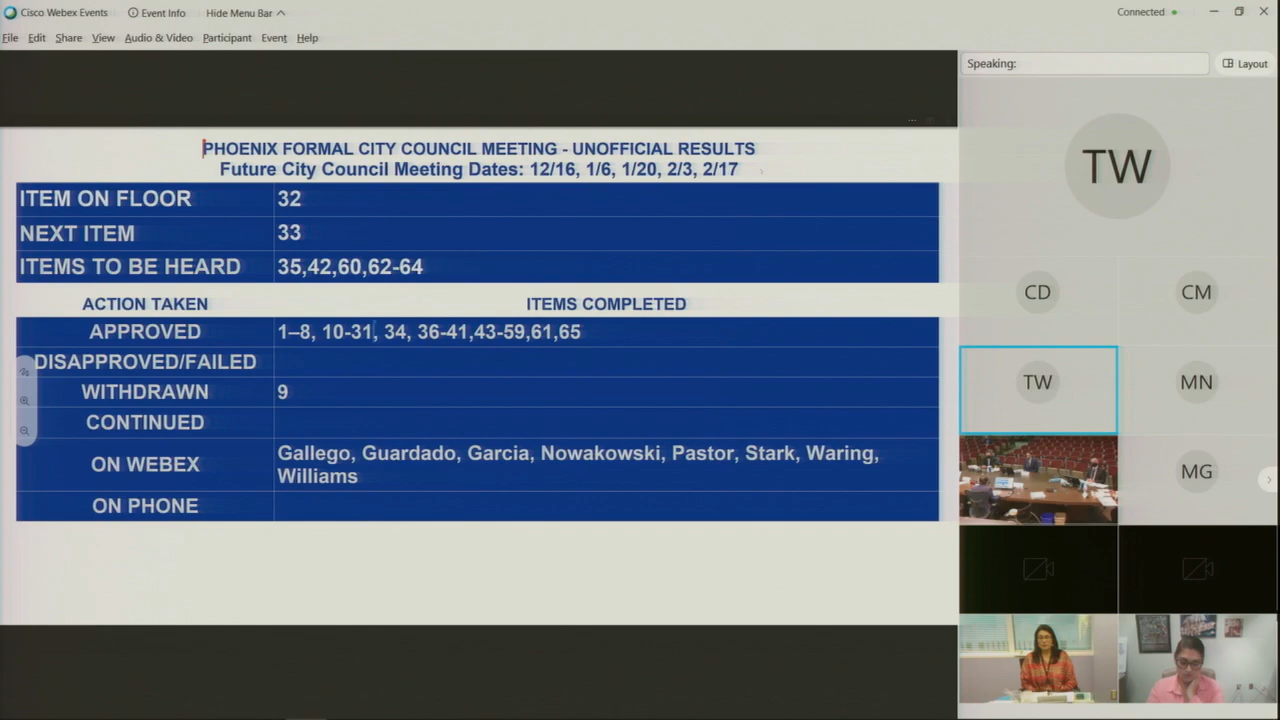 Cisco Webex Events
Event Info
Hide Menu Bar
Connected
File Edit Share View Audio & Video Participant Event Help
Speaking:
Layout
PHOENIX FORMAL CITY COUNCIL MEETING - UNOFFICIAL RESULTS
Future City Council Meeting Dates: 12/16, 1/6, 1/20, 2/3, 2/17
ITEM ON FLOOR 32
NEXT ITEM 33
ITEMS TO BE HEARD 35,42,60,62-64
ACTION TAKEN ITEMS COMPLETED
APPROVED 1–8, 10-31, 34, 36-41,43-59,61,65
DISAPPROVED/FAILED
WITHDRAWN 9
CONTINUED
ON WEBEX Gallego, Guardado, Garcia, Nowakowski, Pastor, Stark, Waring,
Williams
ON PHONE
TW
CD
CM
TW
MN
MG